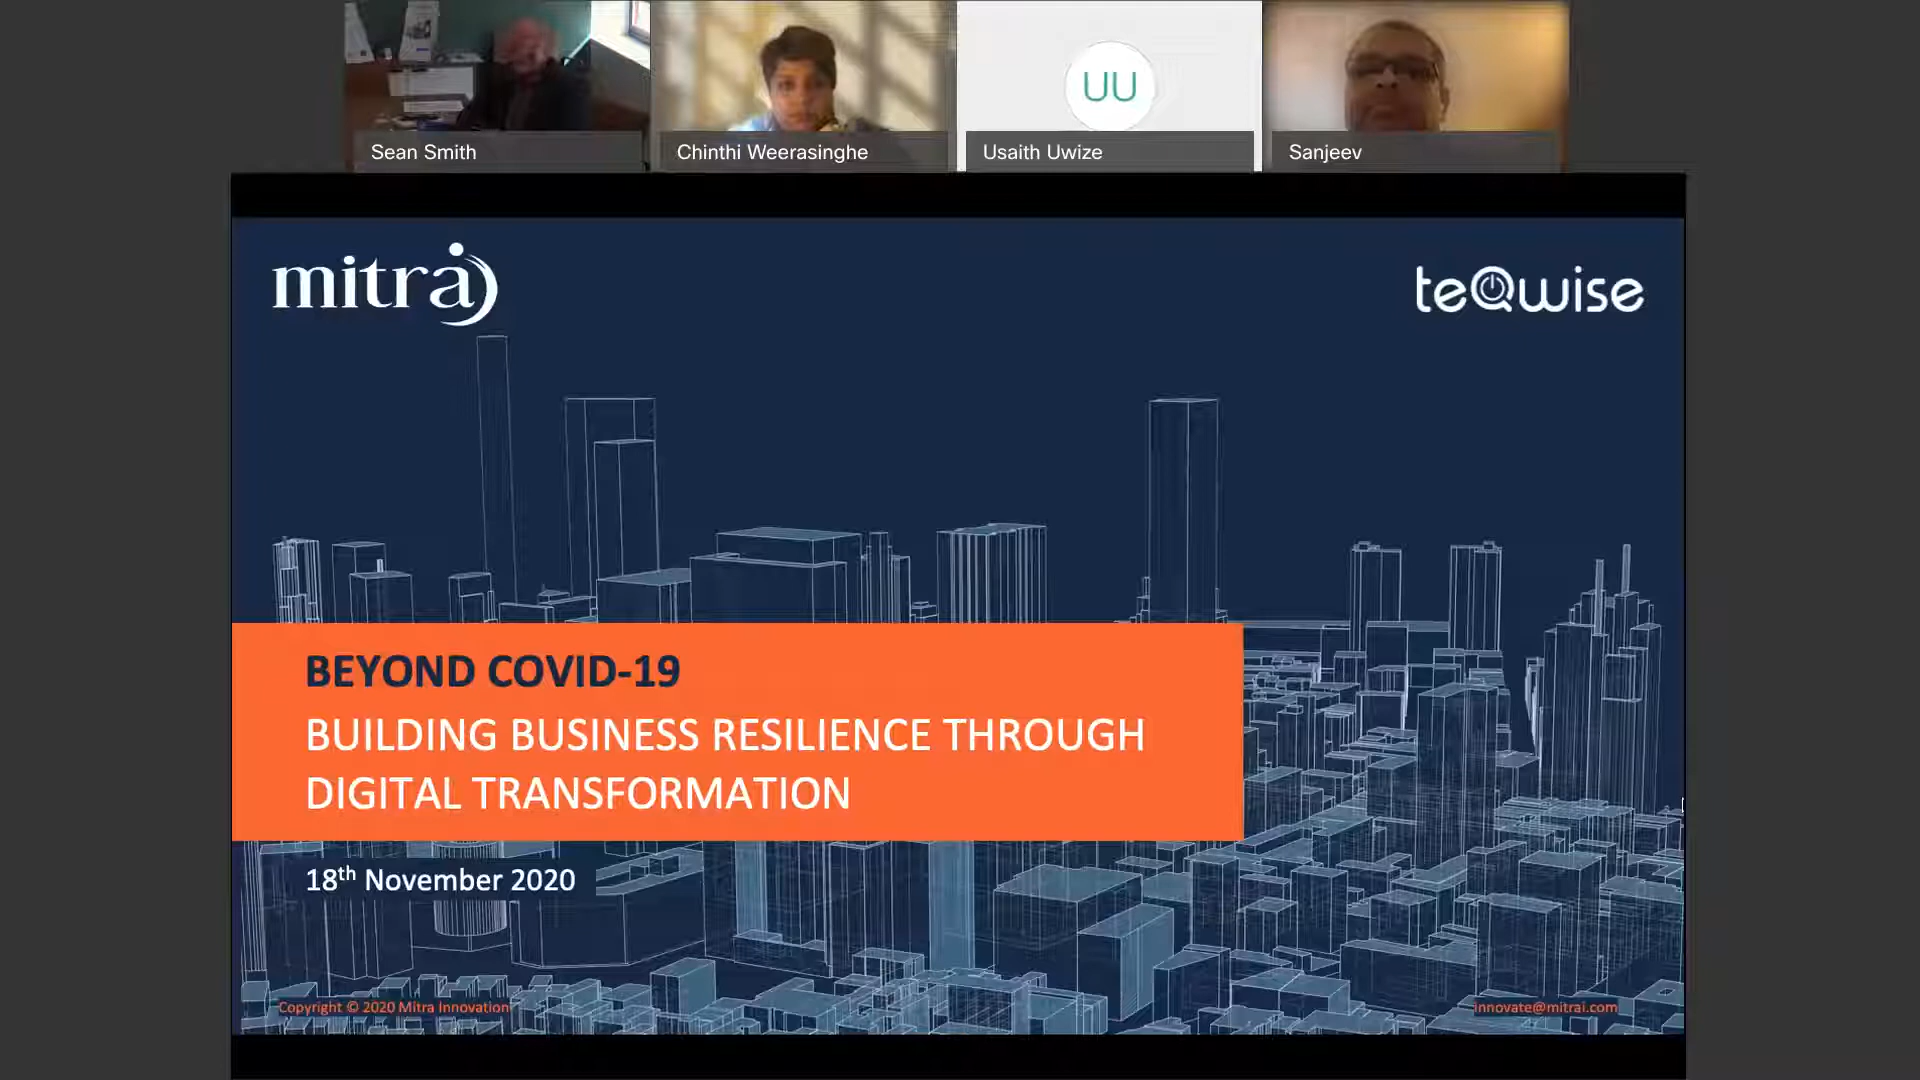 Sean Smith
Chinthi Weerasinghe
UU
Usaith Uwize
Sanjeev
mitrai
teQwise
BEYOND COVID-19
BUILDING BUSINESS RESILIENCE THROUGH
DIGITAL TRANSFORMATION
18th November 2020
Copyright © 2020 Mitra Innovation
innovate@mitrai.com